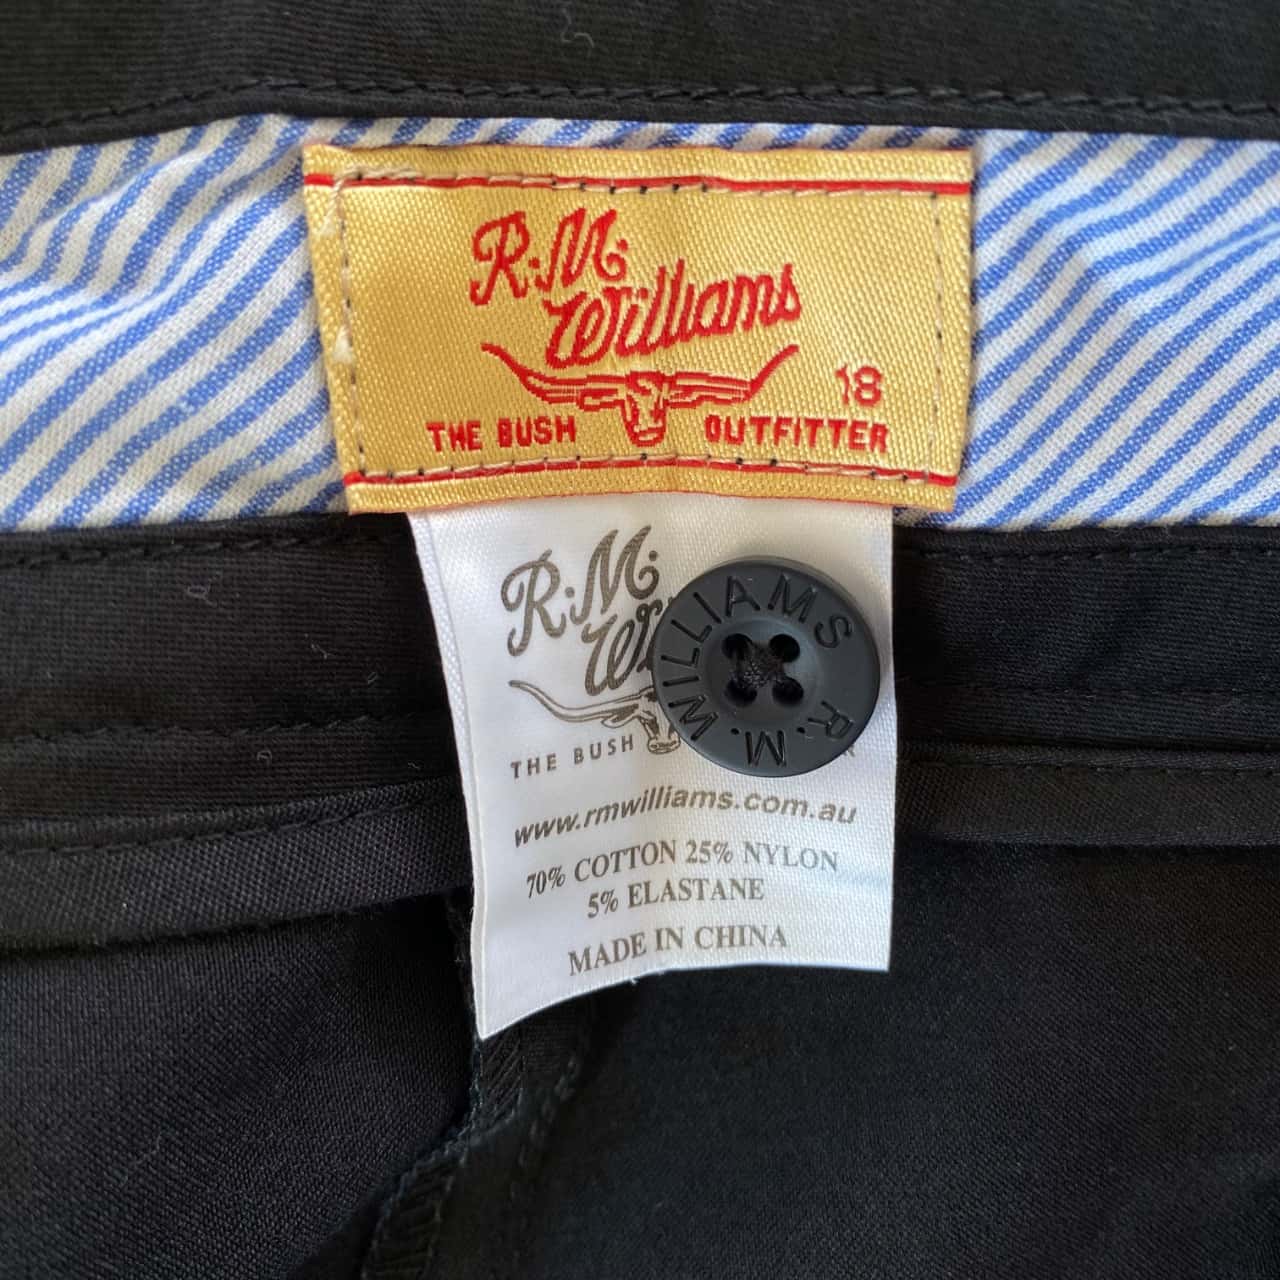 R.M.
Williams
18
THE BUSH OUTFITTER
R.M.
THE BUSH
R.M. WILLIAMS
www.rmwilliams.com.au
70% COTTON 25% NYLON
5% ELASTANE
MADE IN CHINA